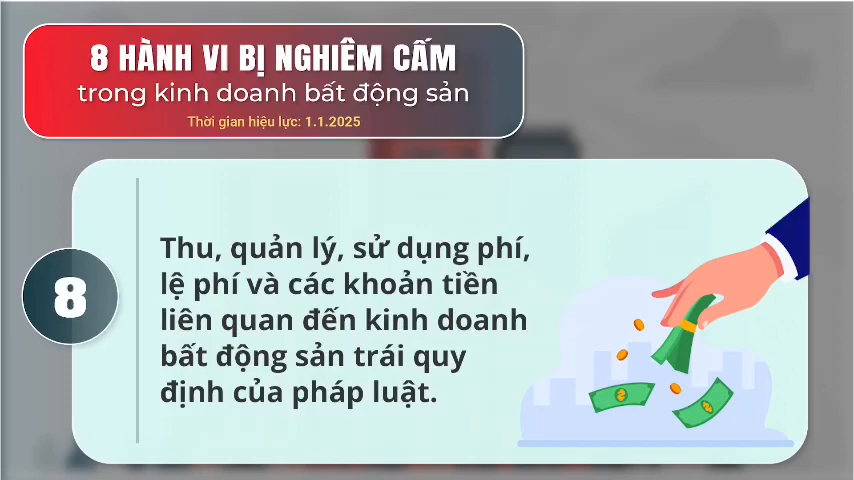 8 HÀNH VI BỊ NGHIÊM CẤM
trong kinh doanh bất động sản
Thời gian hiệu lực: 1.1.2025
8
Thu, quản lý, sử dụng phí,
lệ phí và các khoản tiền
liên quan đến kinh doanh
bất động sản trái quy
định của pháp luật.